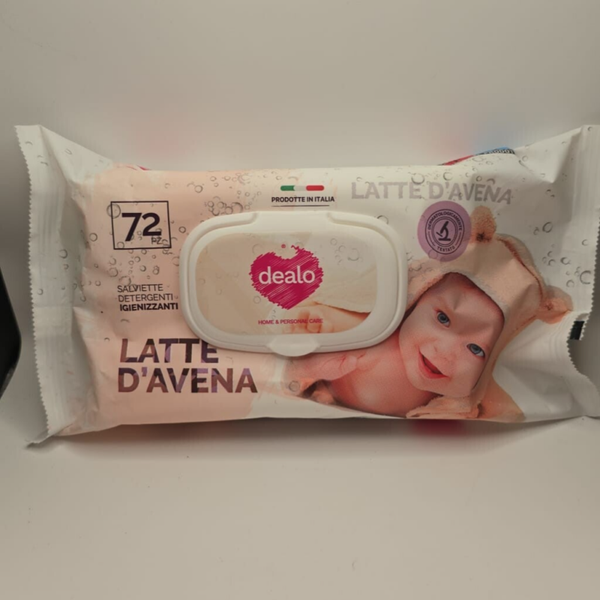 PRODOTTE IN ITALIA
LATTE D'AVENA
72
PZ
dealo
HOME & PERSONAL CARE
SALVIETTE
DETERGENTI
IGIENIZZANTI
LATTE
D'AVENA